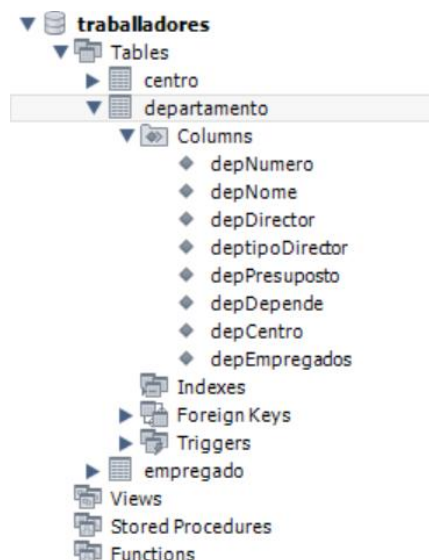 traballadores
Tables
centro
departamento
Columns
depNumero
depNome
depDirector
deptipoDirector
depPresuposto
depDepende
depCentro
depEmpregados
Indexes
Foreign Keys
Triggers
empregado
Views
Stored Procedures
Functions